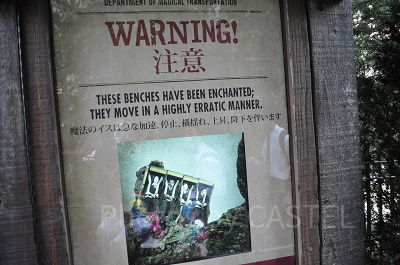 DEPARTMENT OF MAGICAL TRANSPORTATION
WARNING!
注意
THESE BENCHES HAVE BEEN ENCHANTED;
THEY MOVE IN A HIGHLY ERRATIC MANNER.
魔法のイスは急な加速、停止、横揺れ、上昇、降下を伴います